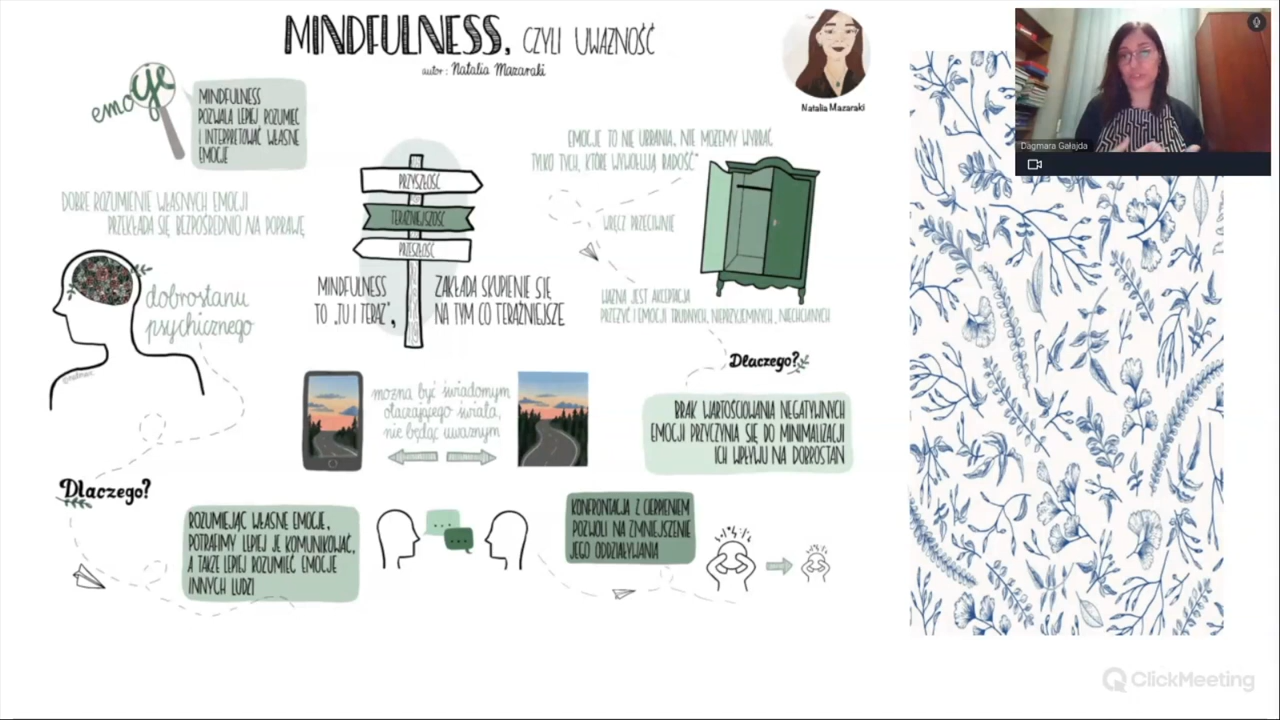 MINDFULNESS, CZYLI UWAŻNOŚĆ
autor: Natalia Mazaraki
Natalia Mazaraki
Dagmara Gałajda
emocje
MINDFULNESS
POZWALA LEPIEJ ROZUMIEĆ
I INTERPRETOWAĆ WŁASNE
EMOCJE
DOBRE ROZUMIENIE WŁASNYCH EMOCJI
PRZEKŁADA SIĘ BEZPOŚREDNIO NA POPRAWĘ
dobrostanu
psychicznego
PRZYSZŁOŚĆ
TERAŹNIEJSZOŚĆ
PRZESZŁOŚĆ
MINDFULNESS
TO „TU I TERAZ",
ZAKŁADA SKUPIENIE SIĘ
NA TYM CO TERAŹNIEJSZE
EMOCJE TO NIE UBRANIA, NIE MOŻEMY WYBRAĆ
TYLKO TYCH, KTÓRE WYWOŁUJĄ RADOŚĆ"
WRĘCZ PRZECIWNIE
WAŻNA JEST AKCEPTACJA
PRZEŻYĆ I EMOCJI TRUDNYCH, NIEPRZYJEMNYCH, NIECHCIANYCH
Dlaczego?
można być świadomym
otaczającego świata,
nie będąc uważnym
BRAK WARTOŚCIOWANIA NEGATYWNYCH
EMOCJI PRZYCZYNIA SIĘ DO MINIMALIZACJI
ICH WPŁYWU NA DOBROSTAN
Dlaczego?
ROZUMIEJĄC WŁASNE EMOCJE,
POTRAFIMY LEPIEJ JE KOMUNIKOWAĆ,
A TAKŻE LEPIEJ ROZUMIEĆ EMOCJE
INNYCH LUDZI
KONFRONTACJA Z CIERPIENIEM
POZWOLI NA ZMNIEJSZENIE
JEGO ODDZIAŁYWANIA
ClickMeeting